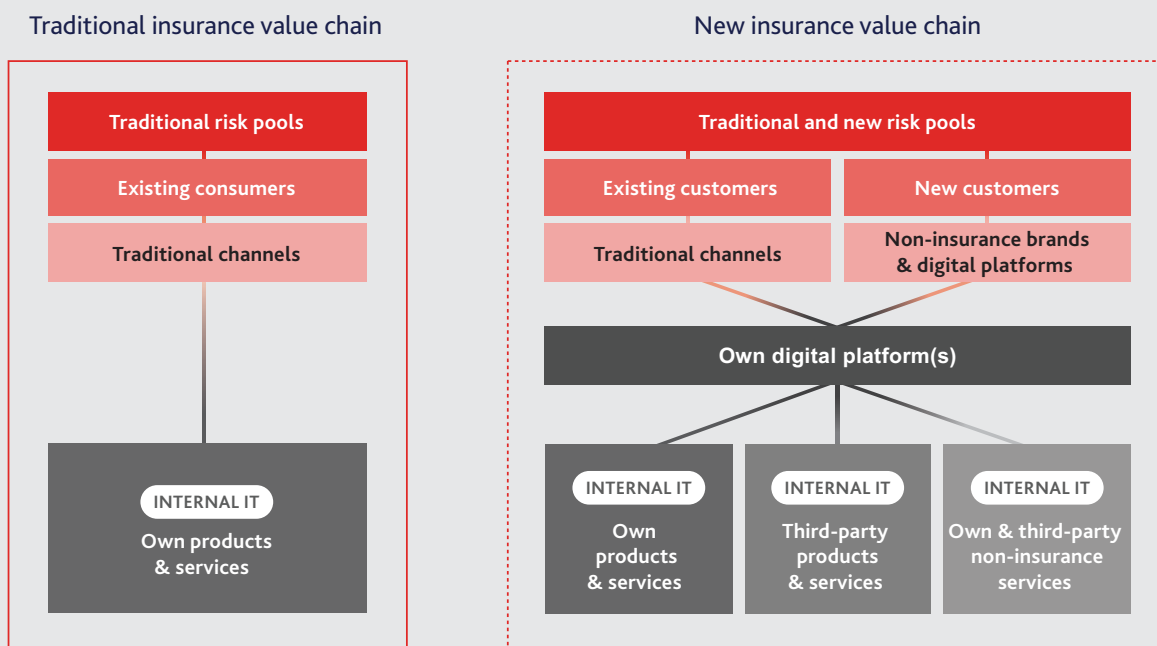 Traditional insurance value chain
Traditional risk pools
Existing consumers
Traditional channels
INTERNAL IT
Own products
& services
New insurance value chain
Traditional and new risk pools
Existing customers
New customers
Traditional channels
Non-insurance brands
& digital platforms
Own digital platform(s)
INTERNAL IT
Own
products
& services
INTERNAL IT
Third-party
products
& services
INTERNAL IT
Own & third-party
non-insurance
services